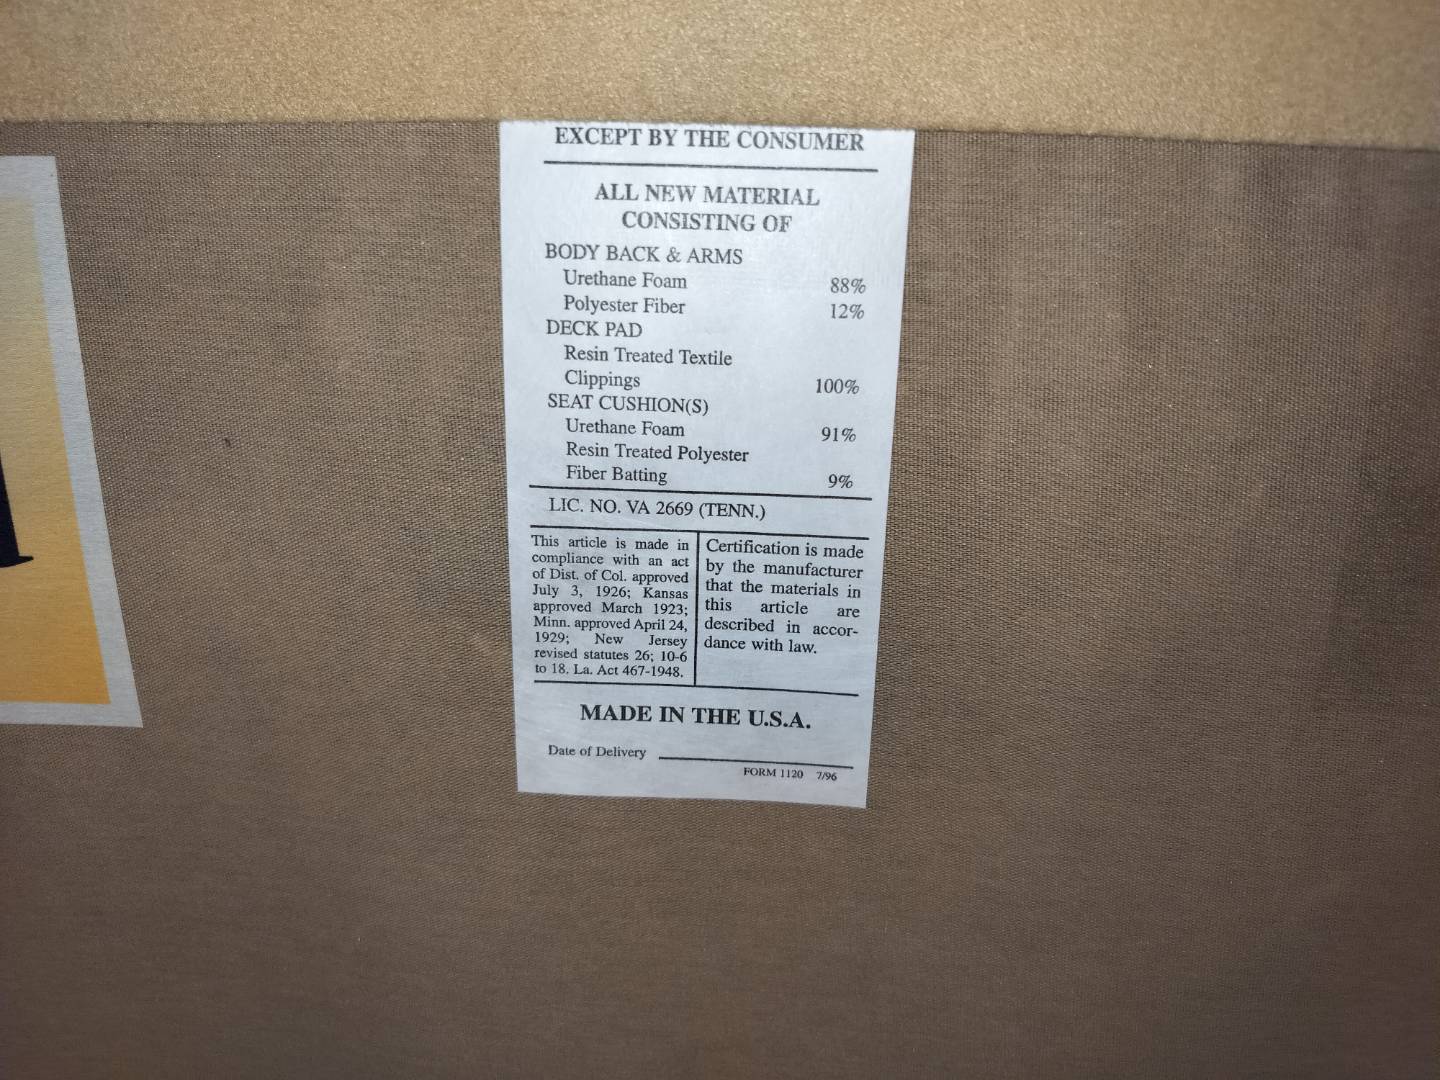 EXCEPT BY THE CONSUMER
ALL NEW MATERIAL
CONSISTING OF
BODY BACK & ARMS
Urethane Foam 88%
Polyester Fiber 12%
DECK PAD
Resin Treated Textile
Clippings 100%
SEAT CUSHION(S)
Urethane Foam 91%
Resin Treated Polyester
Fiber Batting 9%
LIC. NO. VA 2669 (TENN.)
This article is made in
compliance with an act
of Dist. of Col. approved
July 3, 1926; Kansas
approved March 1923;
Minn. approved April 24,
1929; New Jersey
revised statutes 26; 10-6
to 18. La. Act 467-1948.
Certification is made
by the manufacturer
that the materials in
this article are
described in accor-
dance with law.
MADE IN THE U.S.A.
Date of Delivery
FORM 1120 7/96